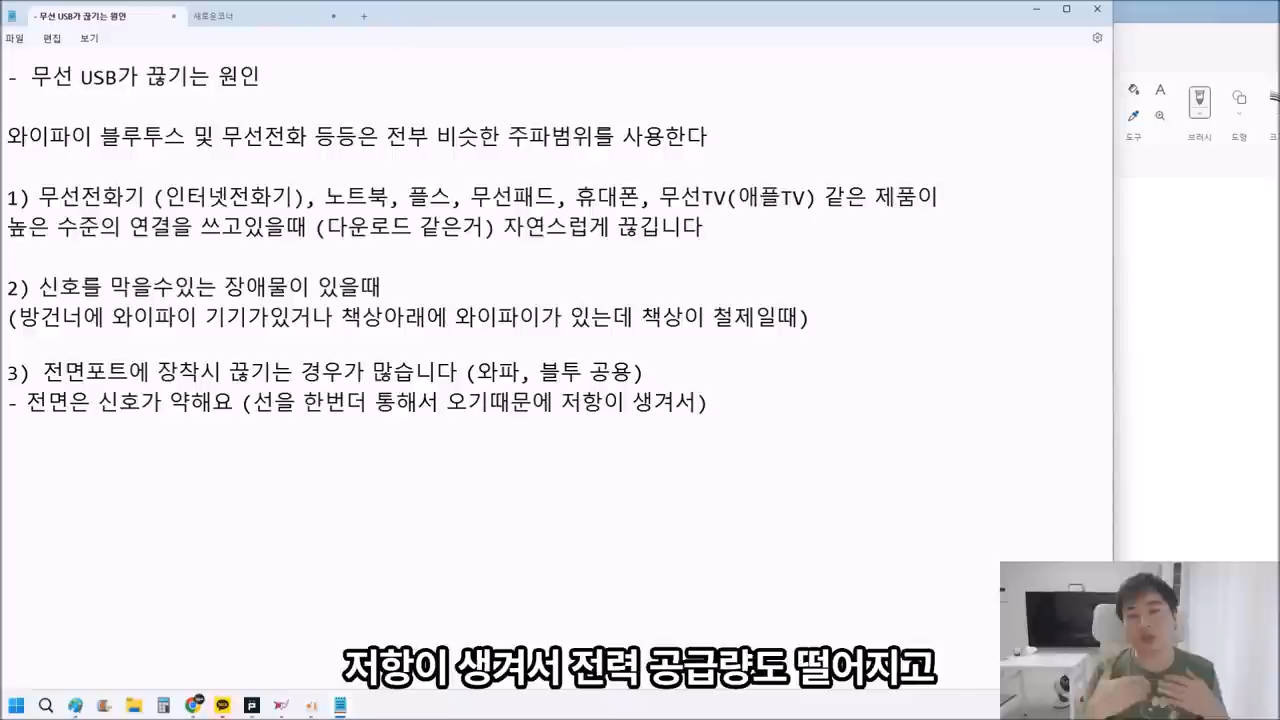 - 무선 USB가 끊기는 원인
새로운코너
파일 편집 보기
- 무선 USB가 끊기는 원인
와이파이 블루투스 및 무선전화 등등은 전부 비슷한 주파범위를 사용한다
1) 무선전화기 (인터넷전화기), 노트북, 플스, 무선패드, 휴대폰, 무선TV(애플TV) 같은 제품이
높은 수준의 연결을 쓰고있을때 (다운로드 같은거) 자연스럽게 끊깁니다
2) 신호를 막을수있는 장애물이 있을때
(방건너에 와이파이 기기가있거나 책상아래에 와이파이가 있는데 책상이 철제일때)
3) 전면포트에 장착시 끊기는 경우가 많습니다 (와파, 블투 공용)
- 전면은 신호가 약해요 (선을 한번더 통해서 오기때문에 저항이 생겨서)
도구 브러시 도형
저항이 생겨서 전력 공급량도 떨어지고